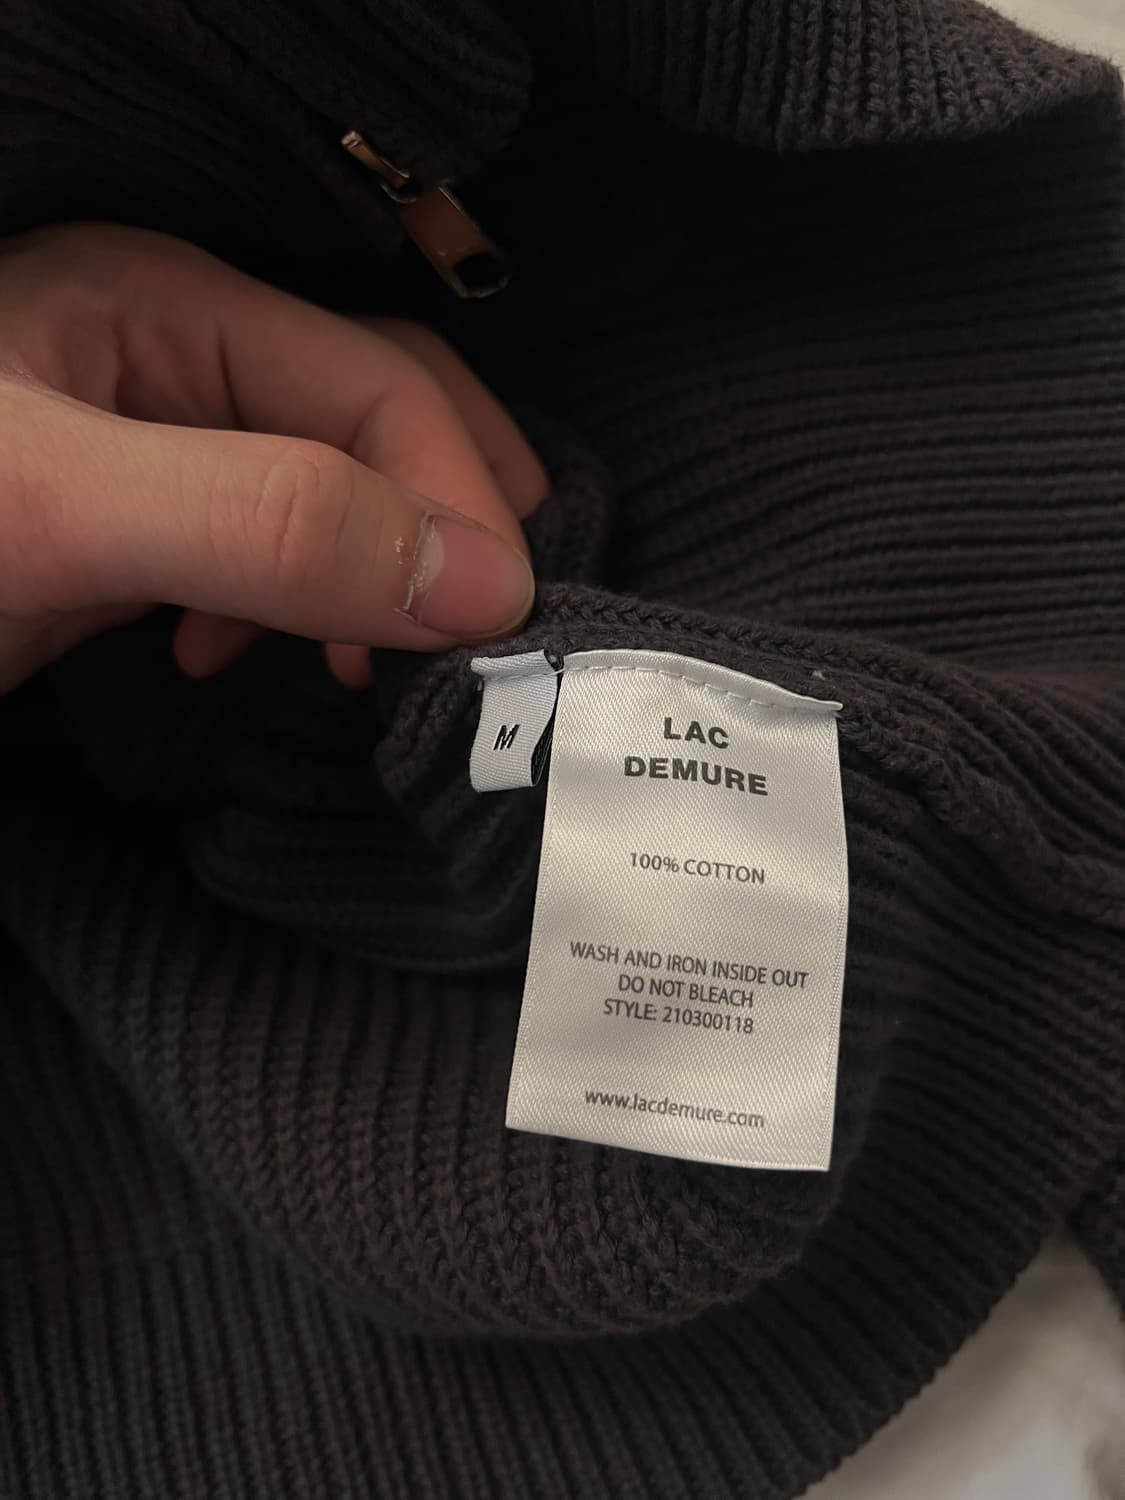 M
LAC
DEMURE
100% COTTON
WASH AND IRON INSIDE OUT
DO NOT BLEACH
STYLE: 210300118
www.lacdemure.com